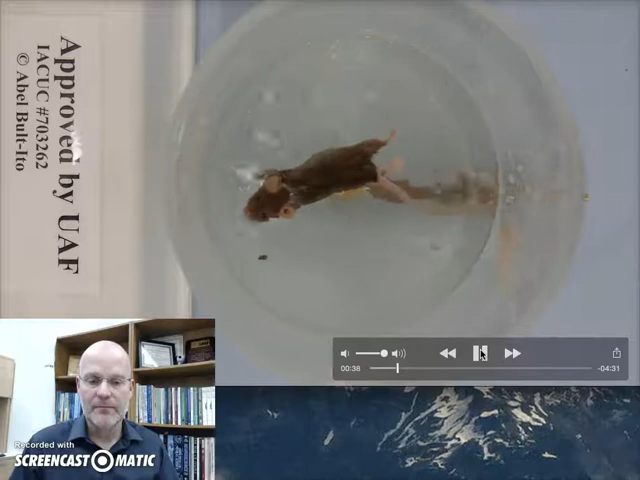 Approved by UAF
IACUC #703262
© Abel Bult-Ito
00:38
-04:31
Recorded with
SCREENCAST-O-MATIC